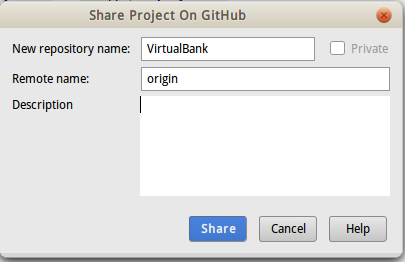 Share Project On GitHub
New repository name: VirtualBank Private
Remote name: origin
Description
Share Cancel Help